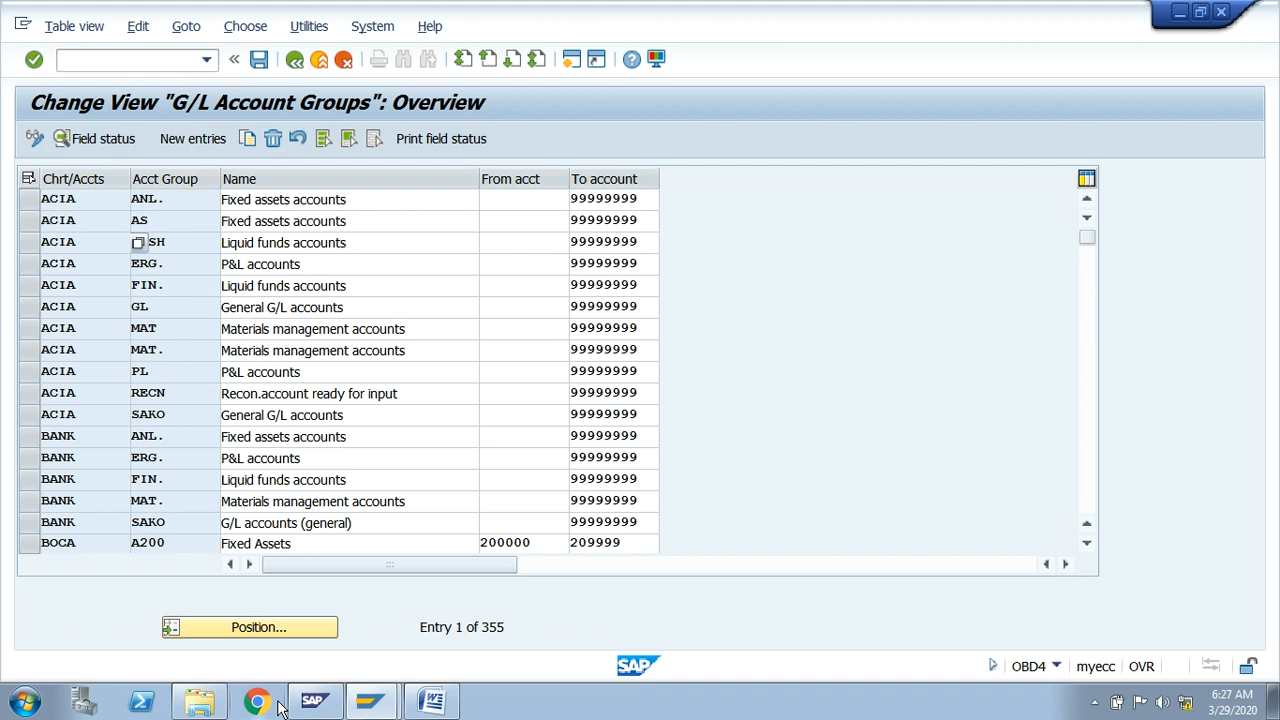 Table view Edit Goto Choose Utilities System Help
Change View "G/L Account Groups": Overview
Field status New entries Print field status
Chrt/Accts Acct Group Name From acct To account
ACIA ANL. Fixed assets accounts 99999999
ACIA AS Fixed assets accounts 99999999
ACIA SH Liquid funds accounts 99999999
ACIA ERG. P&L accounts 99999999
ACIA FIN. Liquid funds accounts 99999999
ACIA GL General G/L accounts 99999999
ACIA MAT Materials management accounts 99999999
ACIA MAT. Materials management accounts 99999999
ACIA PL P&L accounts 99999999
ACIA RECN Recon.account ready for input 99999999
ACIA SAKO General G/L accounts 99999999
BANK ANL. Fixed assets accounts 99999999
BANK ERG. P&L accounts 99999999
BANK FIN. Liquid funds accounts 99999999
BANK MAT. Materials management accounts 99999999
BANK SAKO G/L accounts (general) 99999999
BOCA A200 Fixed Assets 200000 209999
Position... Entry 1 of 355
SAP OBD4 myecc OVR
SAP
6:27 AM
3/29/2020